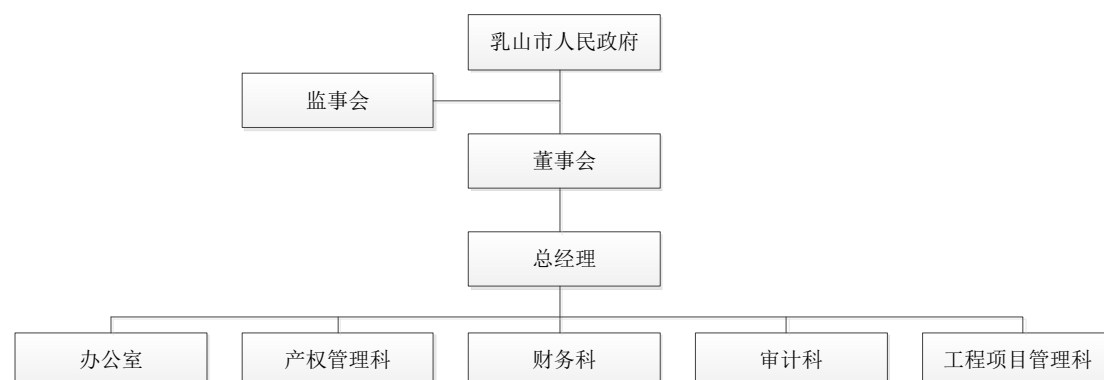 乳山市人民政府
监事会
董事会
总经理
办公室
产权管理科
财务科
审计科
工程项目管理科